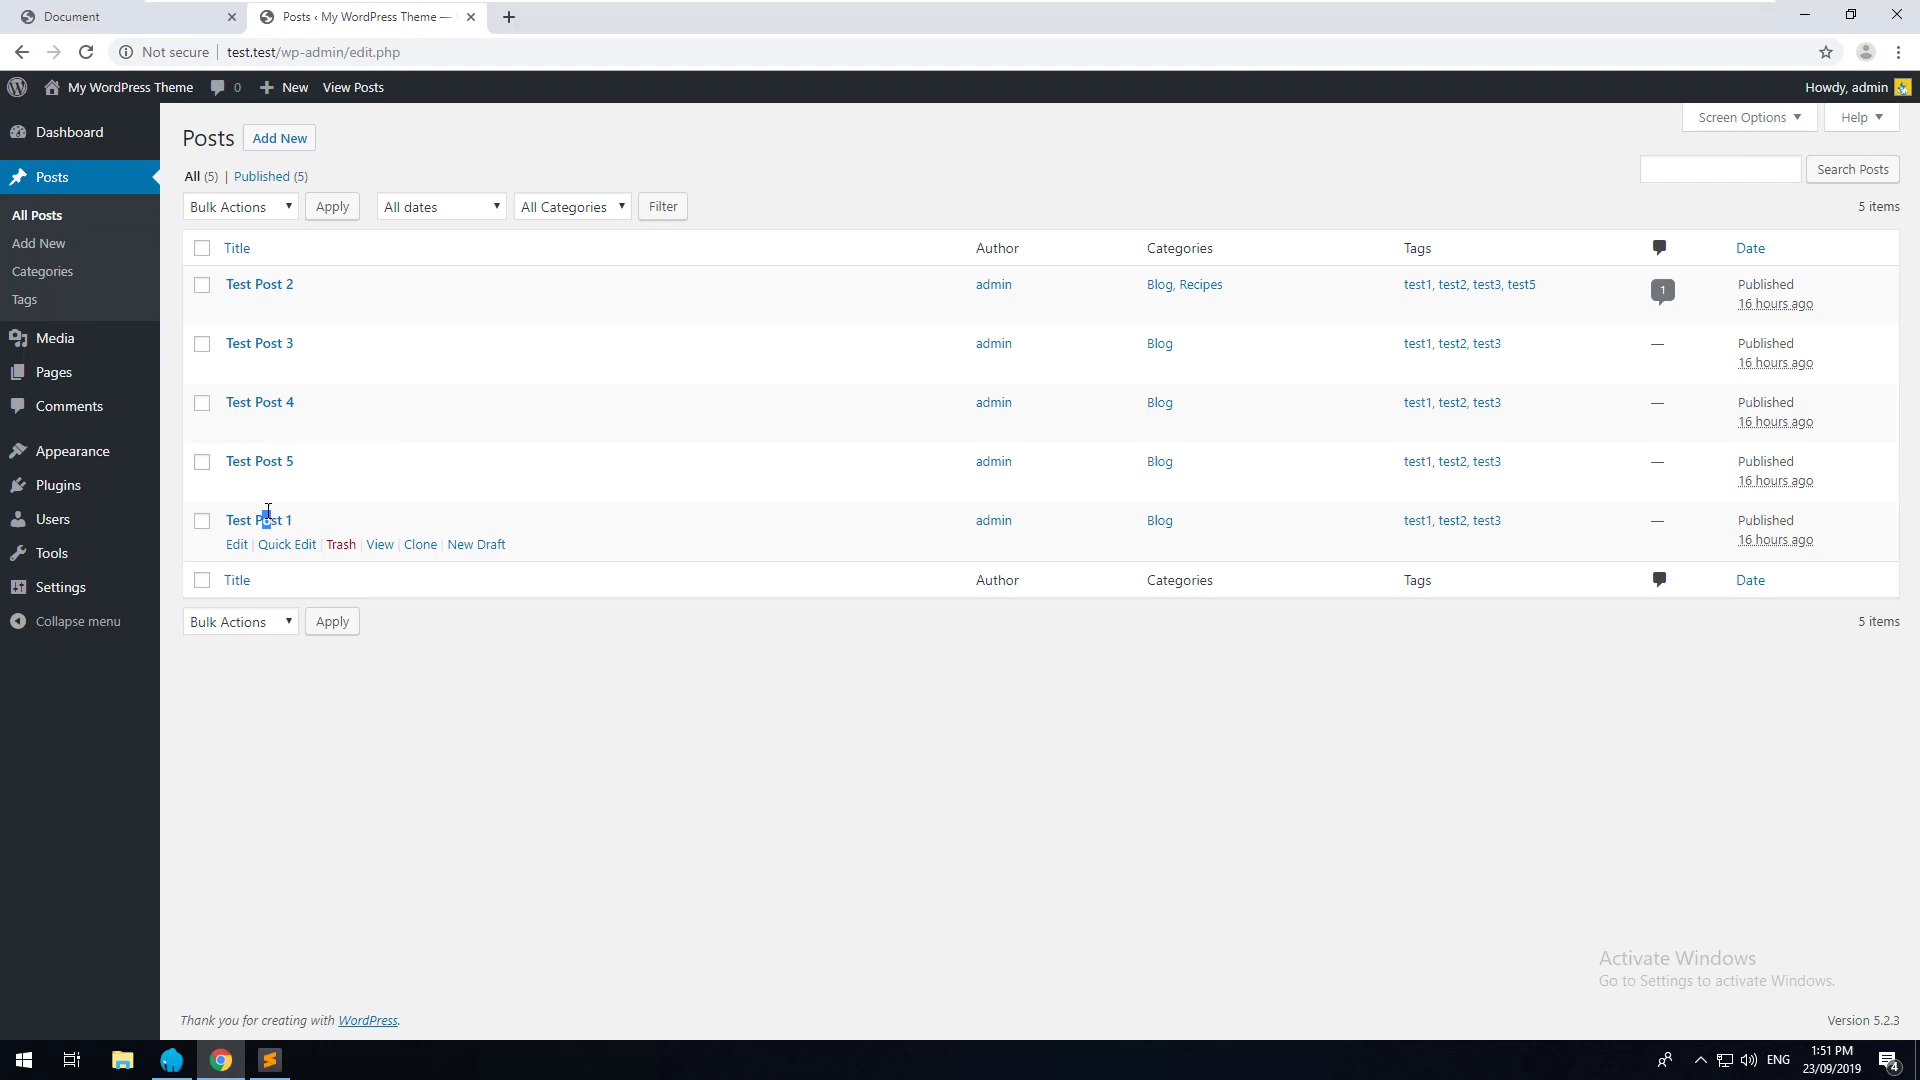 Document
Posts ‹ My WordPress Theme —
Not secure
test.test/wp-admin/edit.php
My WordPress Theme
0
New
View Posts
Howdy, admin
Dashboard
Posts
All Posts
Add New
Categories
Tags
Media
Pages
Comments
Appearance
Plugins
Users
Tools
Settings
Collapse menu
Screen Options
Help
Posts
Add New
All (5) | Published (5)
Search Posts
Bulk Actions
Apply
All dates
All Categories
Filter
5 items
Title
Author
Categories
Tags
Date
Test Post 2
admin
Blog, Recipes
test1, test2, test3, test5
1
Published
16 hours ago
Test Post 3
admin
Blog
test1, test2, test3
—
Published
16 hours ago
Test Post 4
admin
Blog
test1, test2, test3
—
Published
16 hours ago
Test Post 5
admin
Blog
test1, test2, test3
—
Published
16 hours ago
Test Post 1
admin
Blog
test1, test2, test3
—
Published
16 hours ago
Edit | Quick Edit | Trash | View | Clone | New Draft
Title
Author
Categories
Tags
Date
Bulk Actions
Apply
5 items
Activate Windows
Go to Settings to activate Windows.
Thank you for creating with WordPress.
Version 5.2.3
ENG
1:51 PM
23/09/2019
4